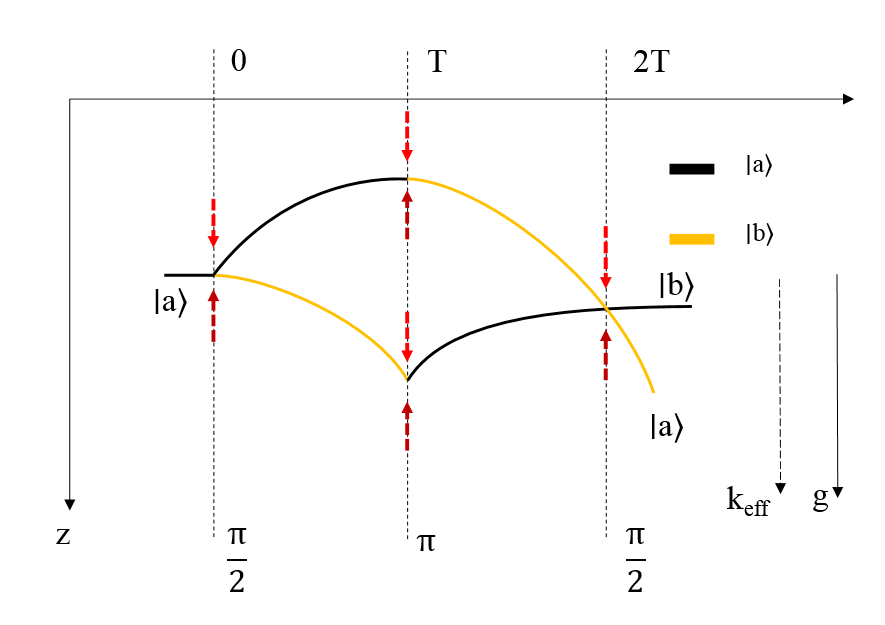 0
T
2T
|a⟩
|b⟩
|a⟩
|b⟩
|a⟩
k_eff
g
z
π/2
π
π/2